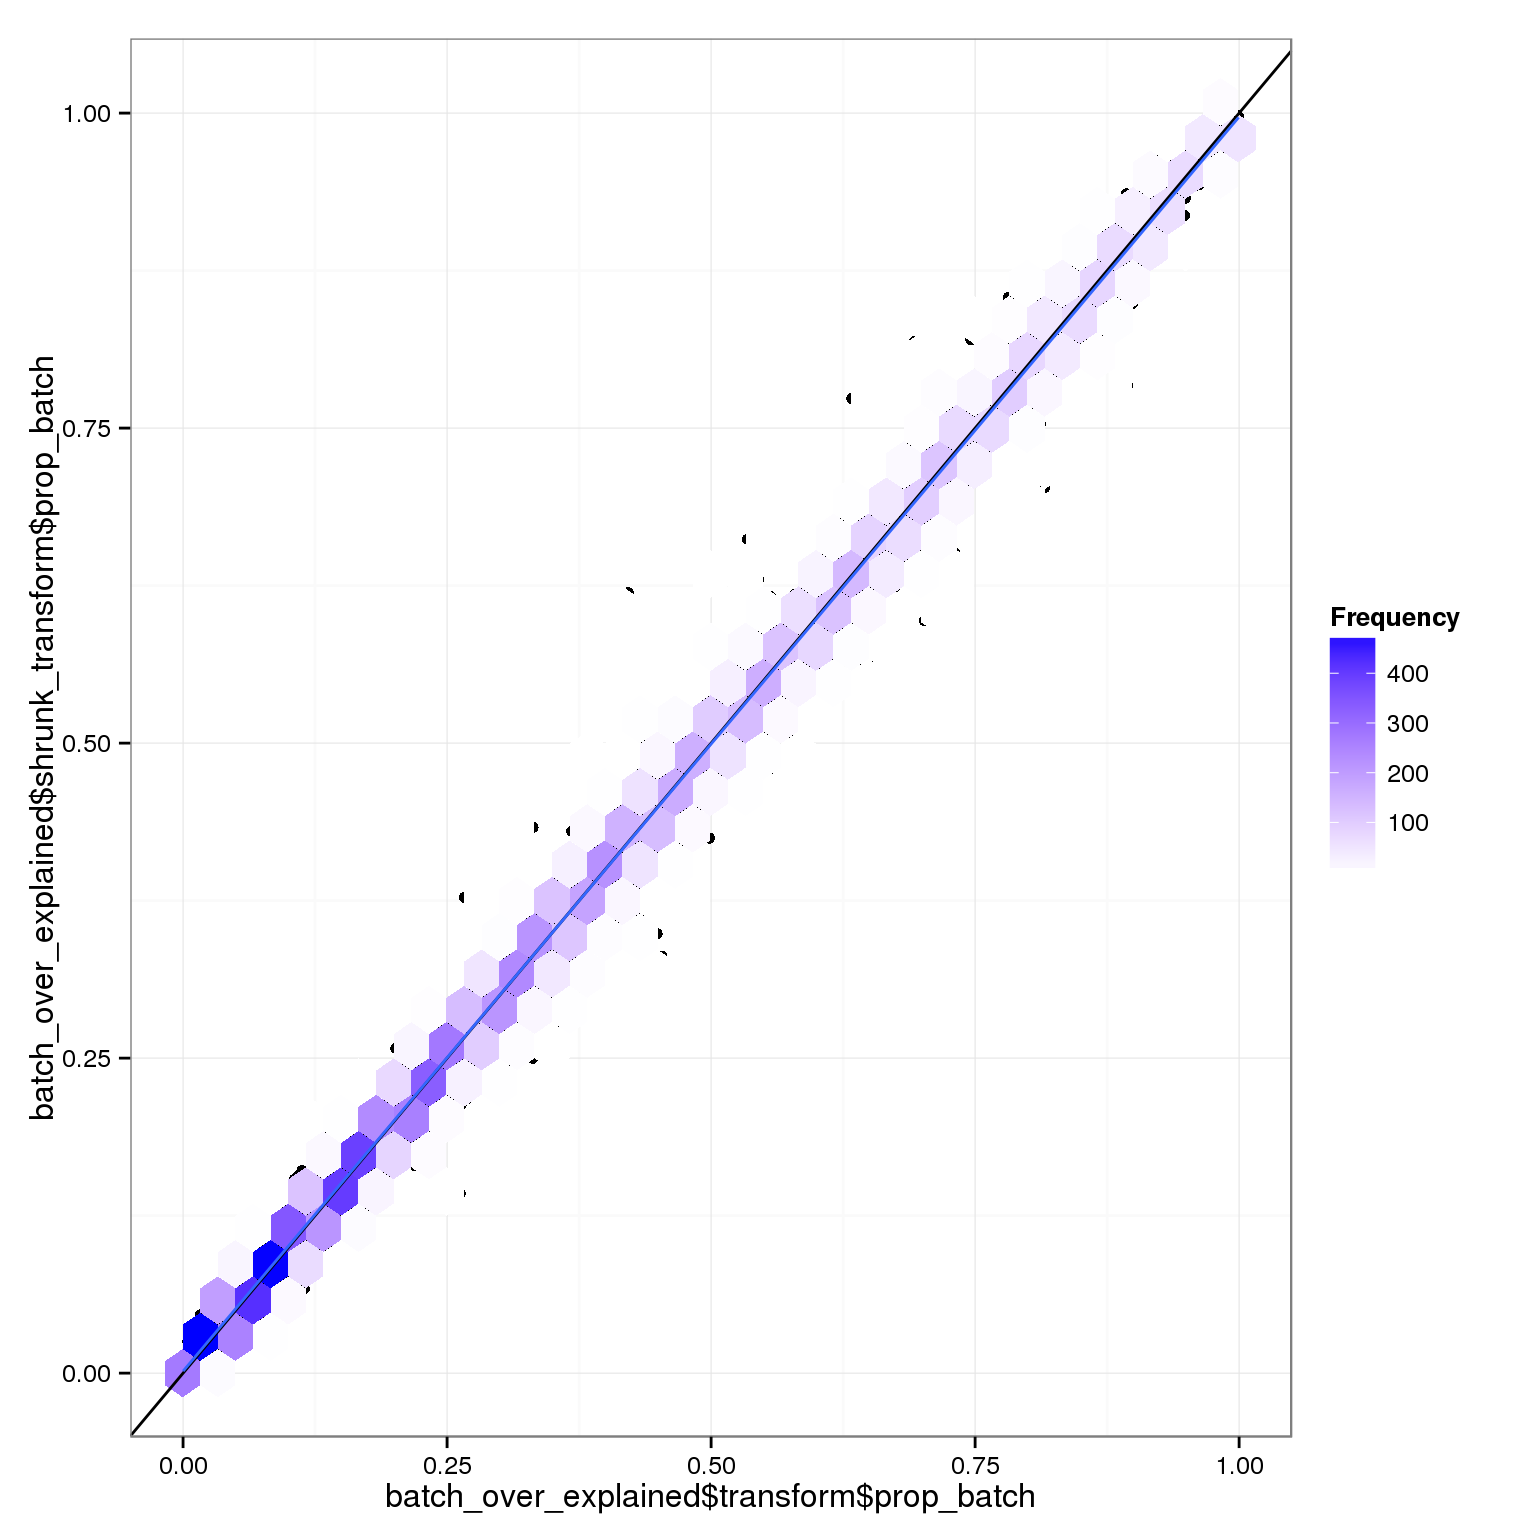 1.00
0.75
0.50
0.25
0.00
batch_over_explained$shrunk_transform$prop_batch
0.00 0.25 0.50 0.75 1.00
batch_over_explained$transform$prop_batch
Frequency
400
300
200
100